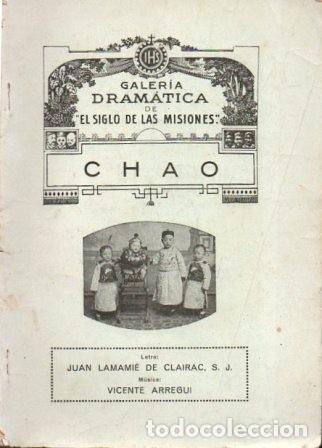 IHS
GALERÍA
DRAMÁTICA
DE
"EL SIGLO DE LAS MISIONES"
CHAO
Letra:
JUAN LAMAMIÉ DE CLAIRAC, S. J.
Música:
VICENTE ARREGUI
todocoleccion.net